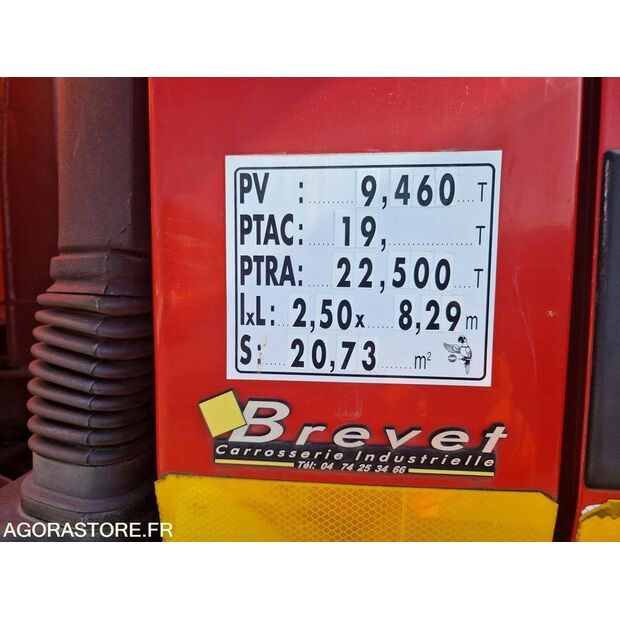 PV : 9,460 T
PTAC: 19, T
PTRA: 22,500 T
lxL: 2,50x 8,29 m
S: 20,73 m²
Brevet
Carrosserie Industrielle
Tél: 04 74 25 34 66
AGORASTORE.FR